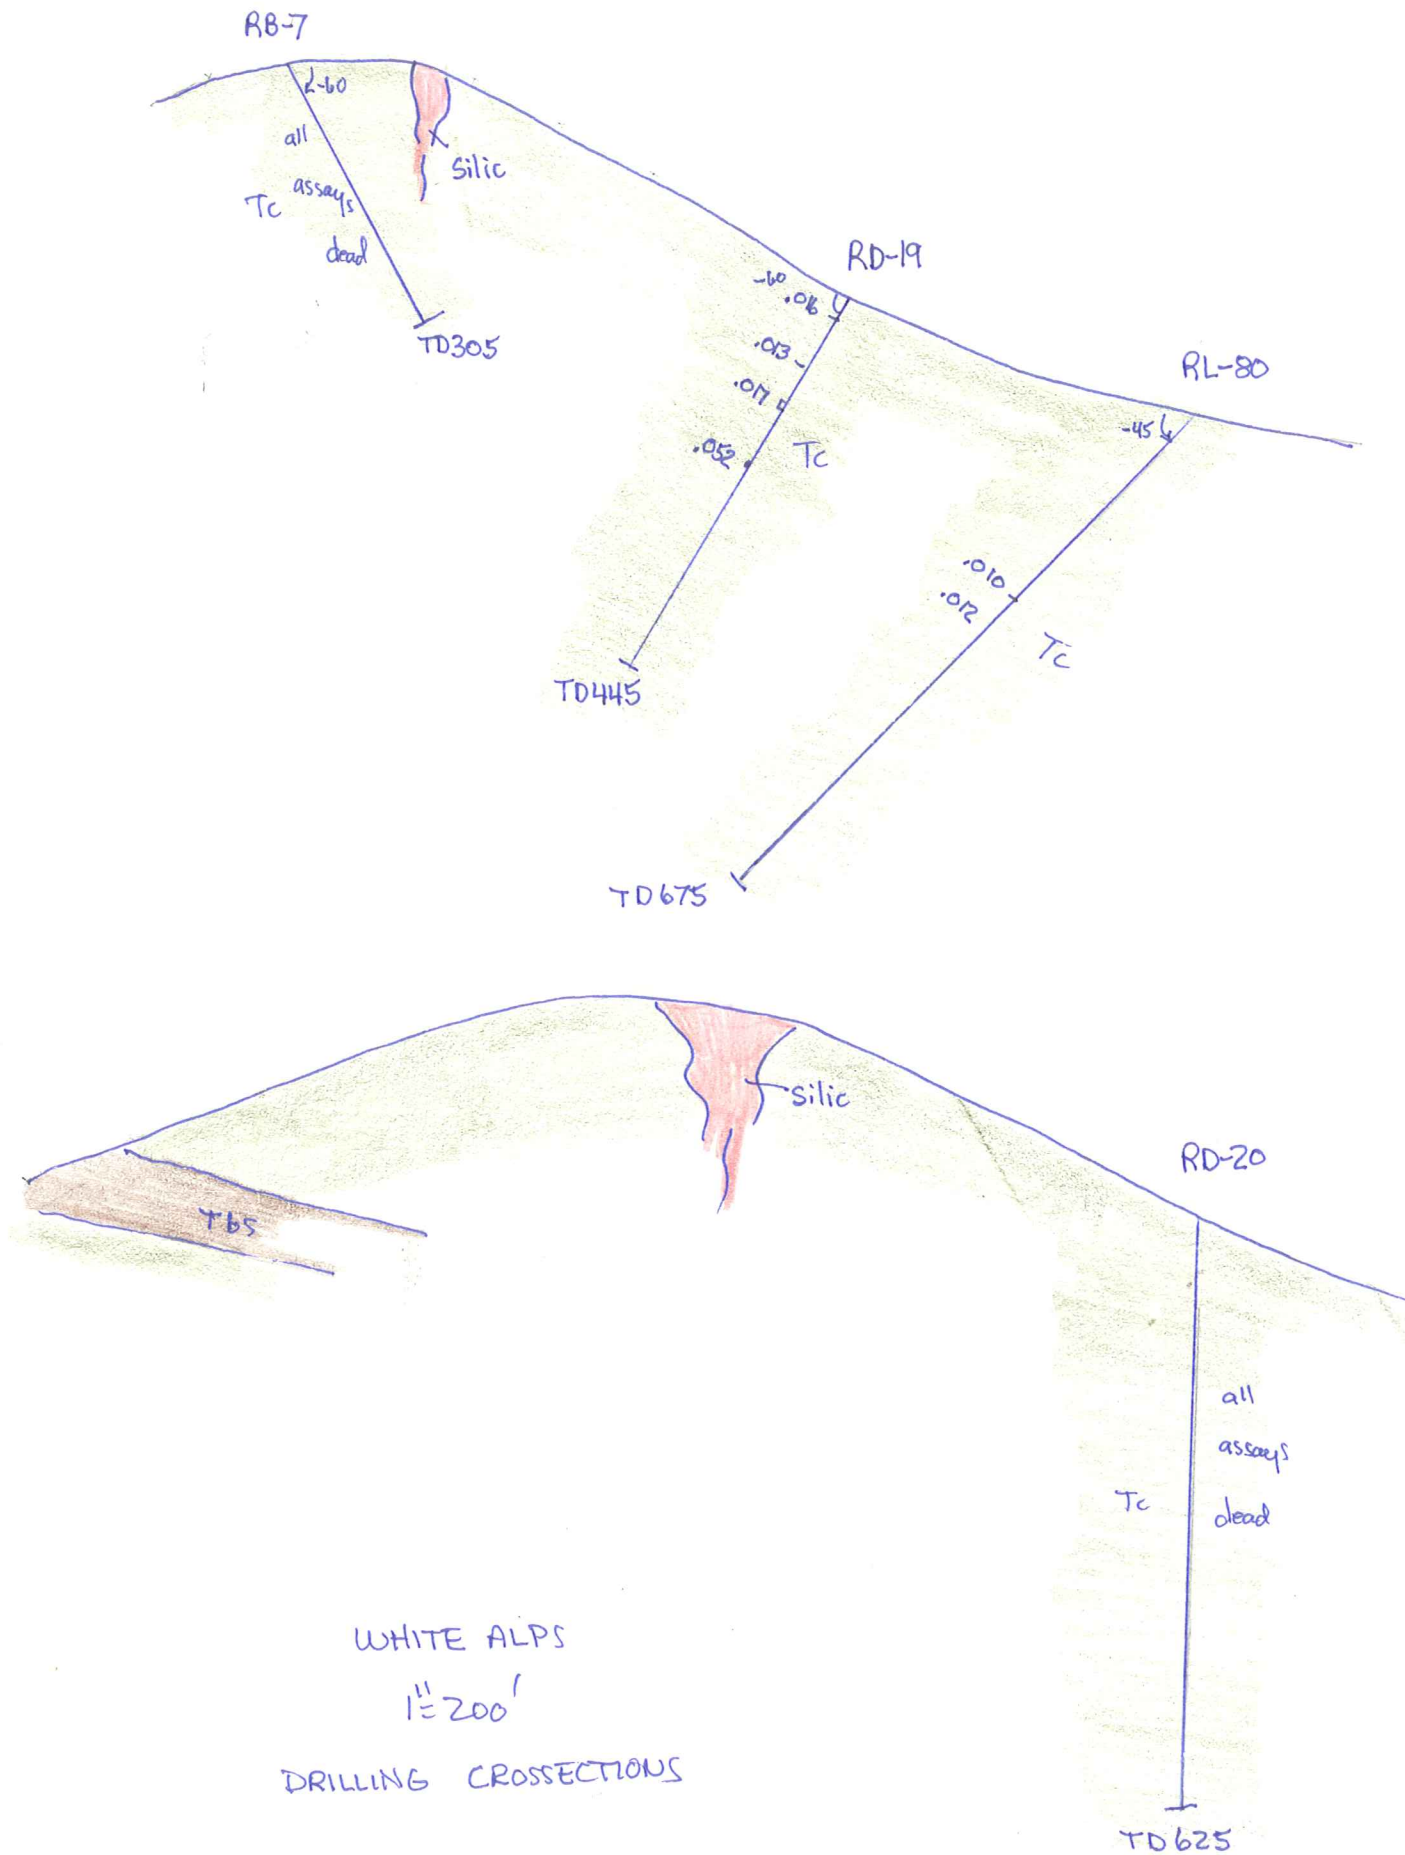 RB-7
-60
all
assays
Tc
dead
Silic
TD305
RD-19
-60
.016
.013
.017
.052
Tc
TD445
RL-80
-45
.010
.012
Tc
TD675
Silic
Tbs
RD-20
all
assays
Tc
dead
TD625
WHITE ALPS
1"=200'
DRILLING CROSSECTIONS